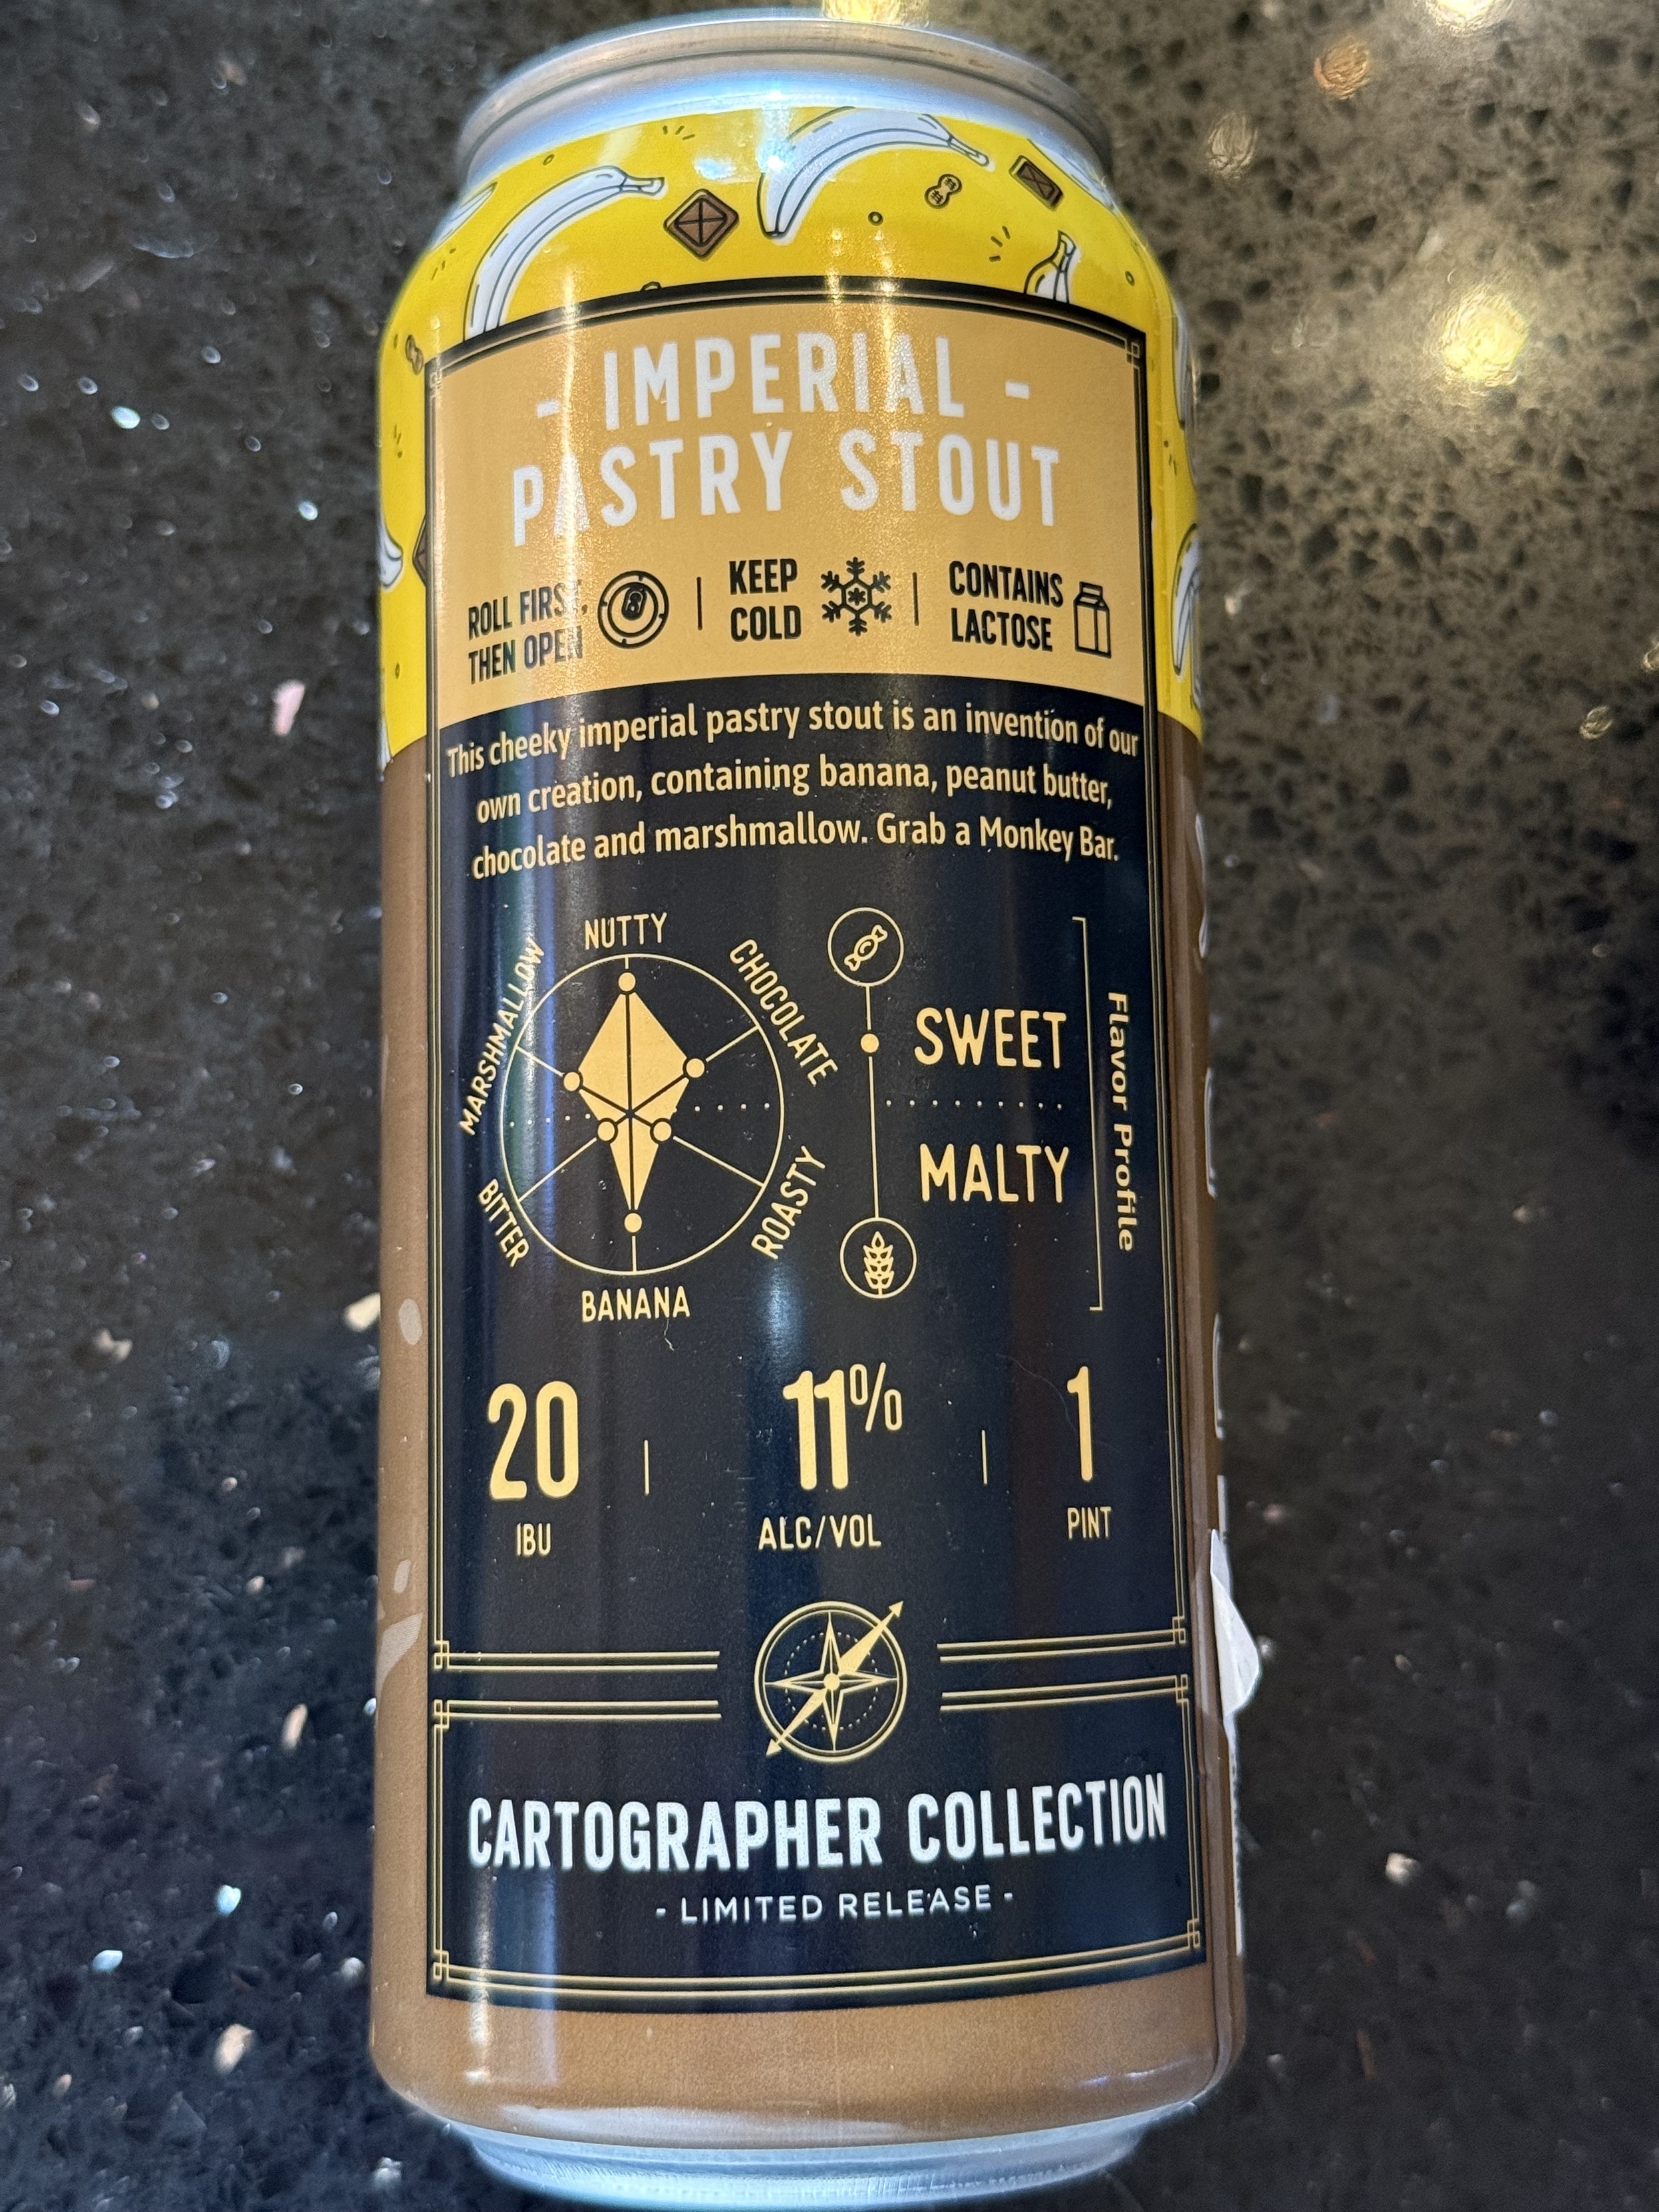 - IMPERIAL -
PASTRY STOUT
ROLL FIRST,
THEN OPEN
KEEP
COLD
CONTAINS
LACTOSE
This cheeky imperial pastry stout is an invention of our
own creation, containing banana, peanut butter,
chocolate and marshmallow. Grab a Monkey Bar.
NUTTY
CHOCOLATE
ROASTY
BANANA
BITTER
MARSHMALLOW
SWEET
MALTY
Flavor Profile
20
IBU
11%
ALC/VOL
1
PINT
CARTOGRAPHER COLLECTION
- LIMITED RELEASE -